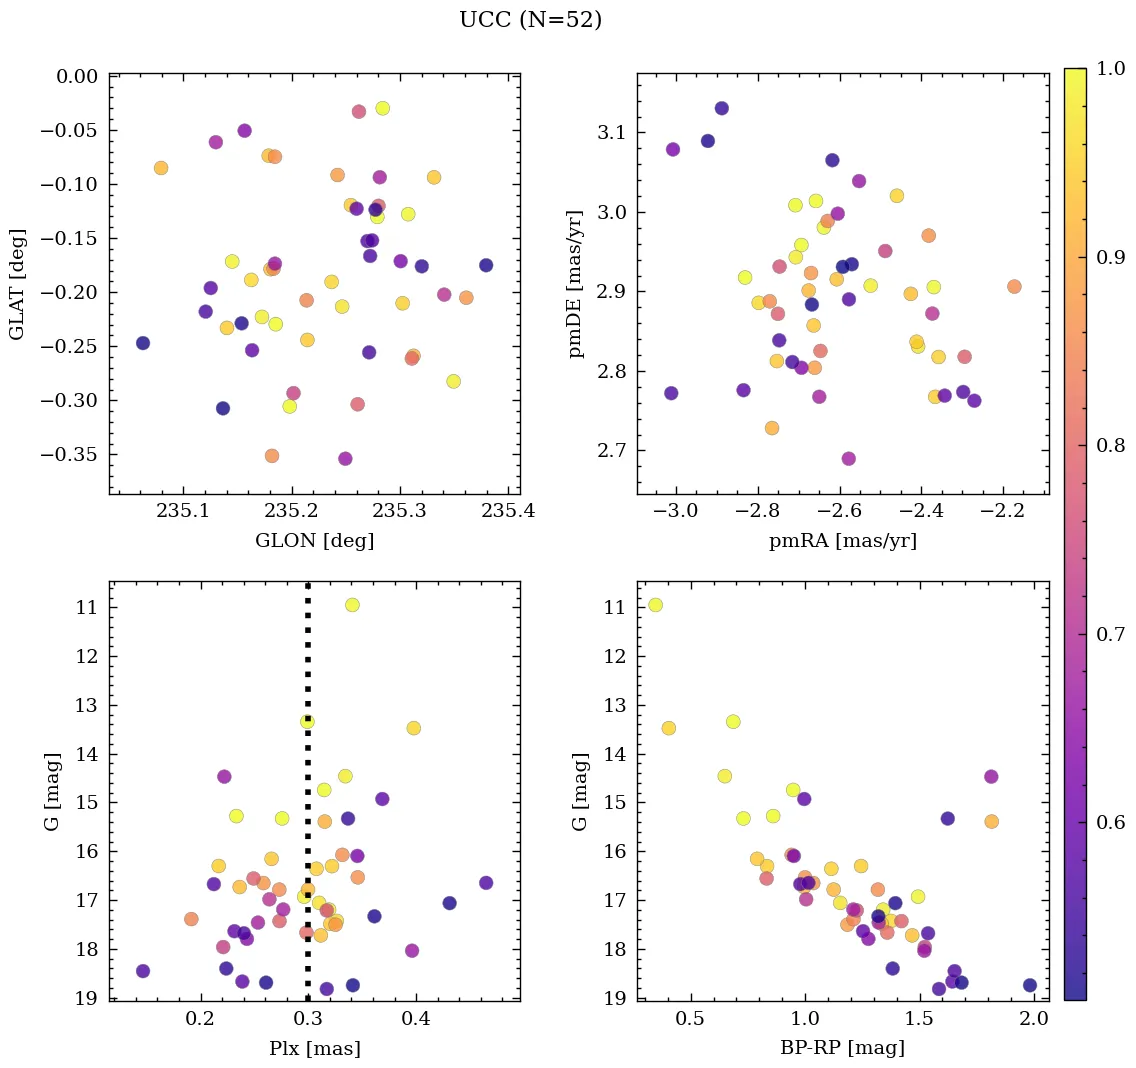 UCC (N=52)
0.00
−0.05
−0.10
−0.15
−0.20
−0.25
−0.30
−0.35
GLAT [deg]
235.1 235.2 235.3 235.4
GLON [deg]
3.1
3.0
2.9
2.8
2.7
pmDE [mas/yr]
−3.0 −2.8 −2.6 −2.4 −2.2
pmRA [mas/yr]
1.0
0.9
0.8
0.7
0.6
11
12
13
14
15
16
17
18
19
G [mag]
0.2 0.3 0.4
Plx [mas]
11
12
13
14
15
16
17
18
19
G [mag]
0.5 1.0 1.5 2.0
BP-RP [mag]